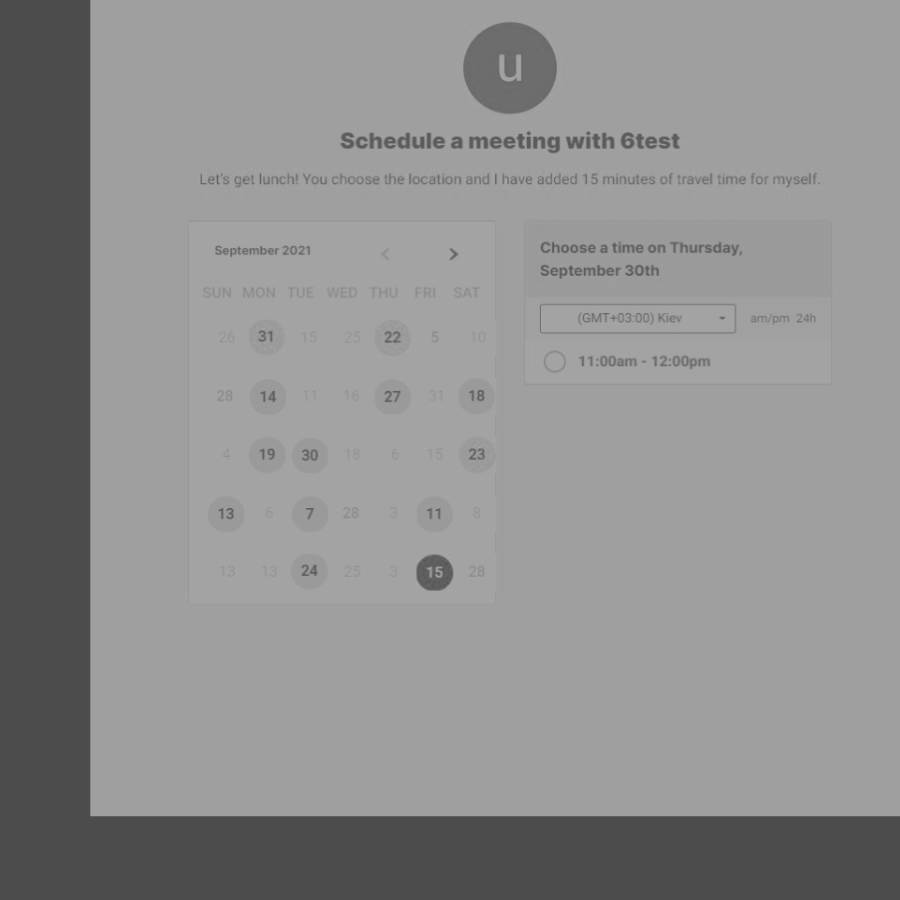 u
Schedule a meeting with 6test
Let's get lunch! You choose the location and I have added 15 minutes of travel time for myself.
September 2021
SUN MON TUE WED THU FRI SAT
26 31 15 25 22 5 10
28 14 11 16 27 31 18
4 19 30 18 6 15 23
13 6 7 28 3 11 8
13 13 24 25 3 15 28
Choose a time on Thursday,
September 30th
(GMT+03:00) Kiev am/pm 24h
11:00am - 12:00pm